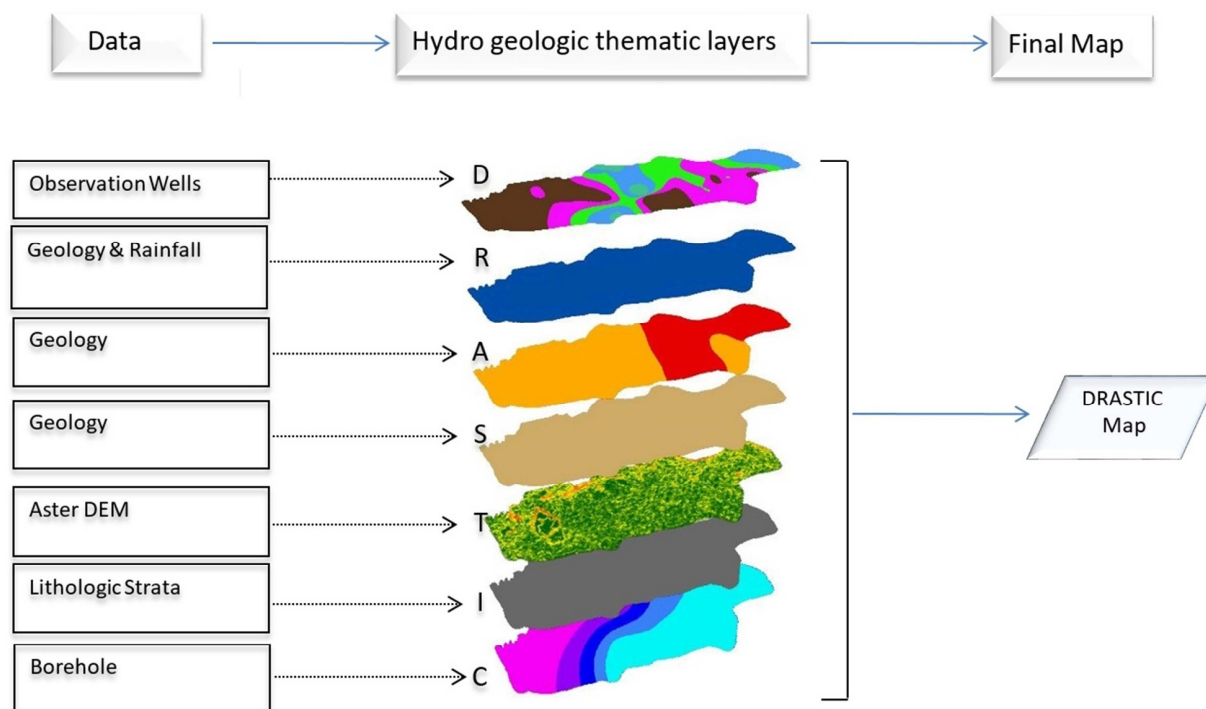 Data
Hydro geologic thematic layers
Final Map
Observation Wells
D
Geology & Rainfall
R
Geology
A
Geology
S
Aster DEM
T
Lithologic Strata
I
Borehole
C
DRASTIC
Map